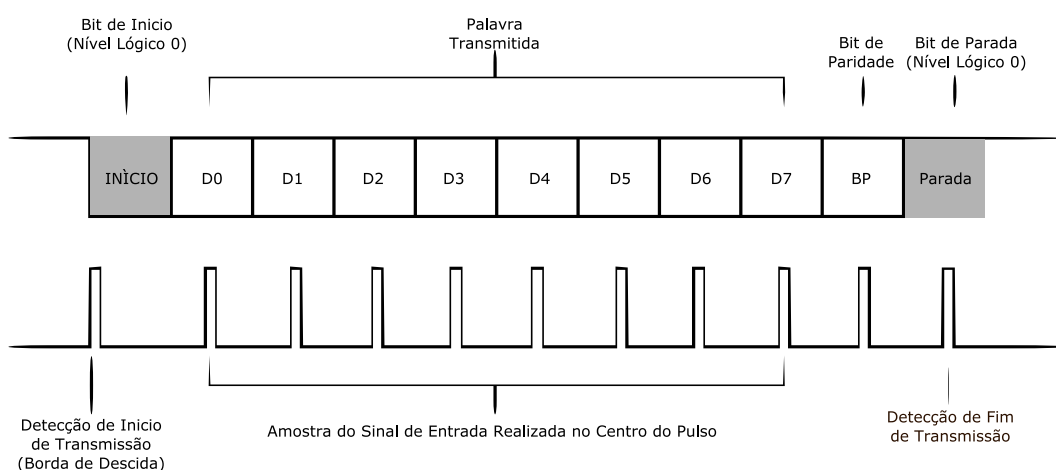 Bit de Inicio
(Nível Lógico 0)
Palavra
Transmitida
Bit de
Paridade
Bit de Parada
(Nível Lógico 0)
INÌCIO
D0
D1
D2
D3
D4
D5
D6
D7
BP
Parada
Detecção de Inicio
de Transmissão
(Borda de Descida)
Amostra do Sinal de Entrada Realizada no Centro do Pulso
Detecção de Fim
de Transmissão